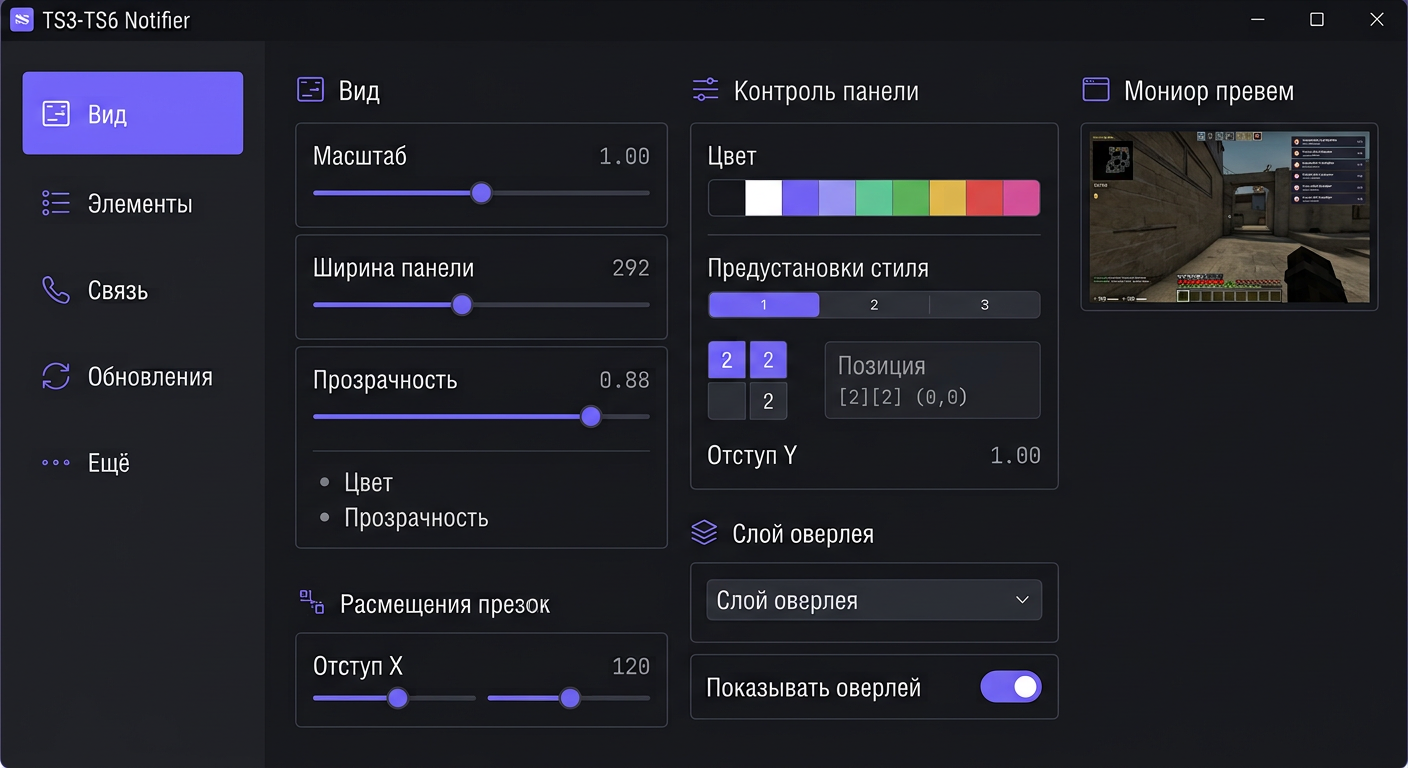 TS3-TS6 Notifier
Вид
Элементы
Связь
Обновления
Ещё
Вид
Масштаб 1.00
Ширина панели 292
Прозрачность 0.88
Цвет
Прозрачность
Расмещения презок
Отступ X 120
Контроль панели
Цвет
Предустановки стиля
1 2 3
2 2
2
Позиция
[2][2] (0,0)
Отступ Y 1.00
Слой оверлея
Слой оверлея
Показывать оверлей
Мониор превем